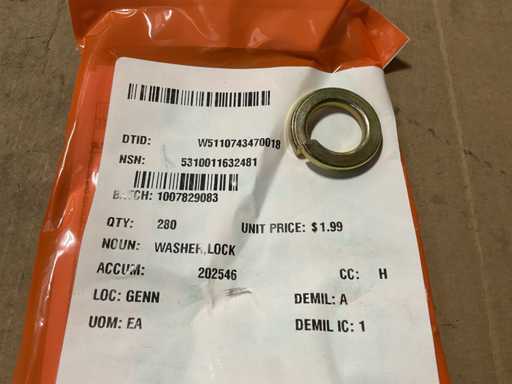 DTID: W5110743470018
NSN: 5310011632481
BATCH: 1007829083
QTY: 280 UNIT PRICE: $1.99
NOUN: WASHER,LOCK
ACCUM: 202546 CC: H
LOC: GENN DEMIL: A
UOM: EA DEMIL IC: 1